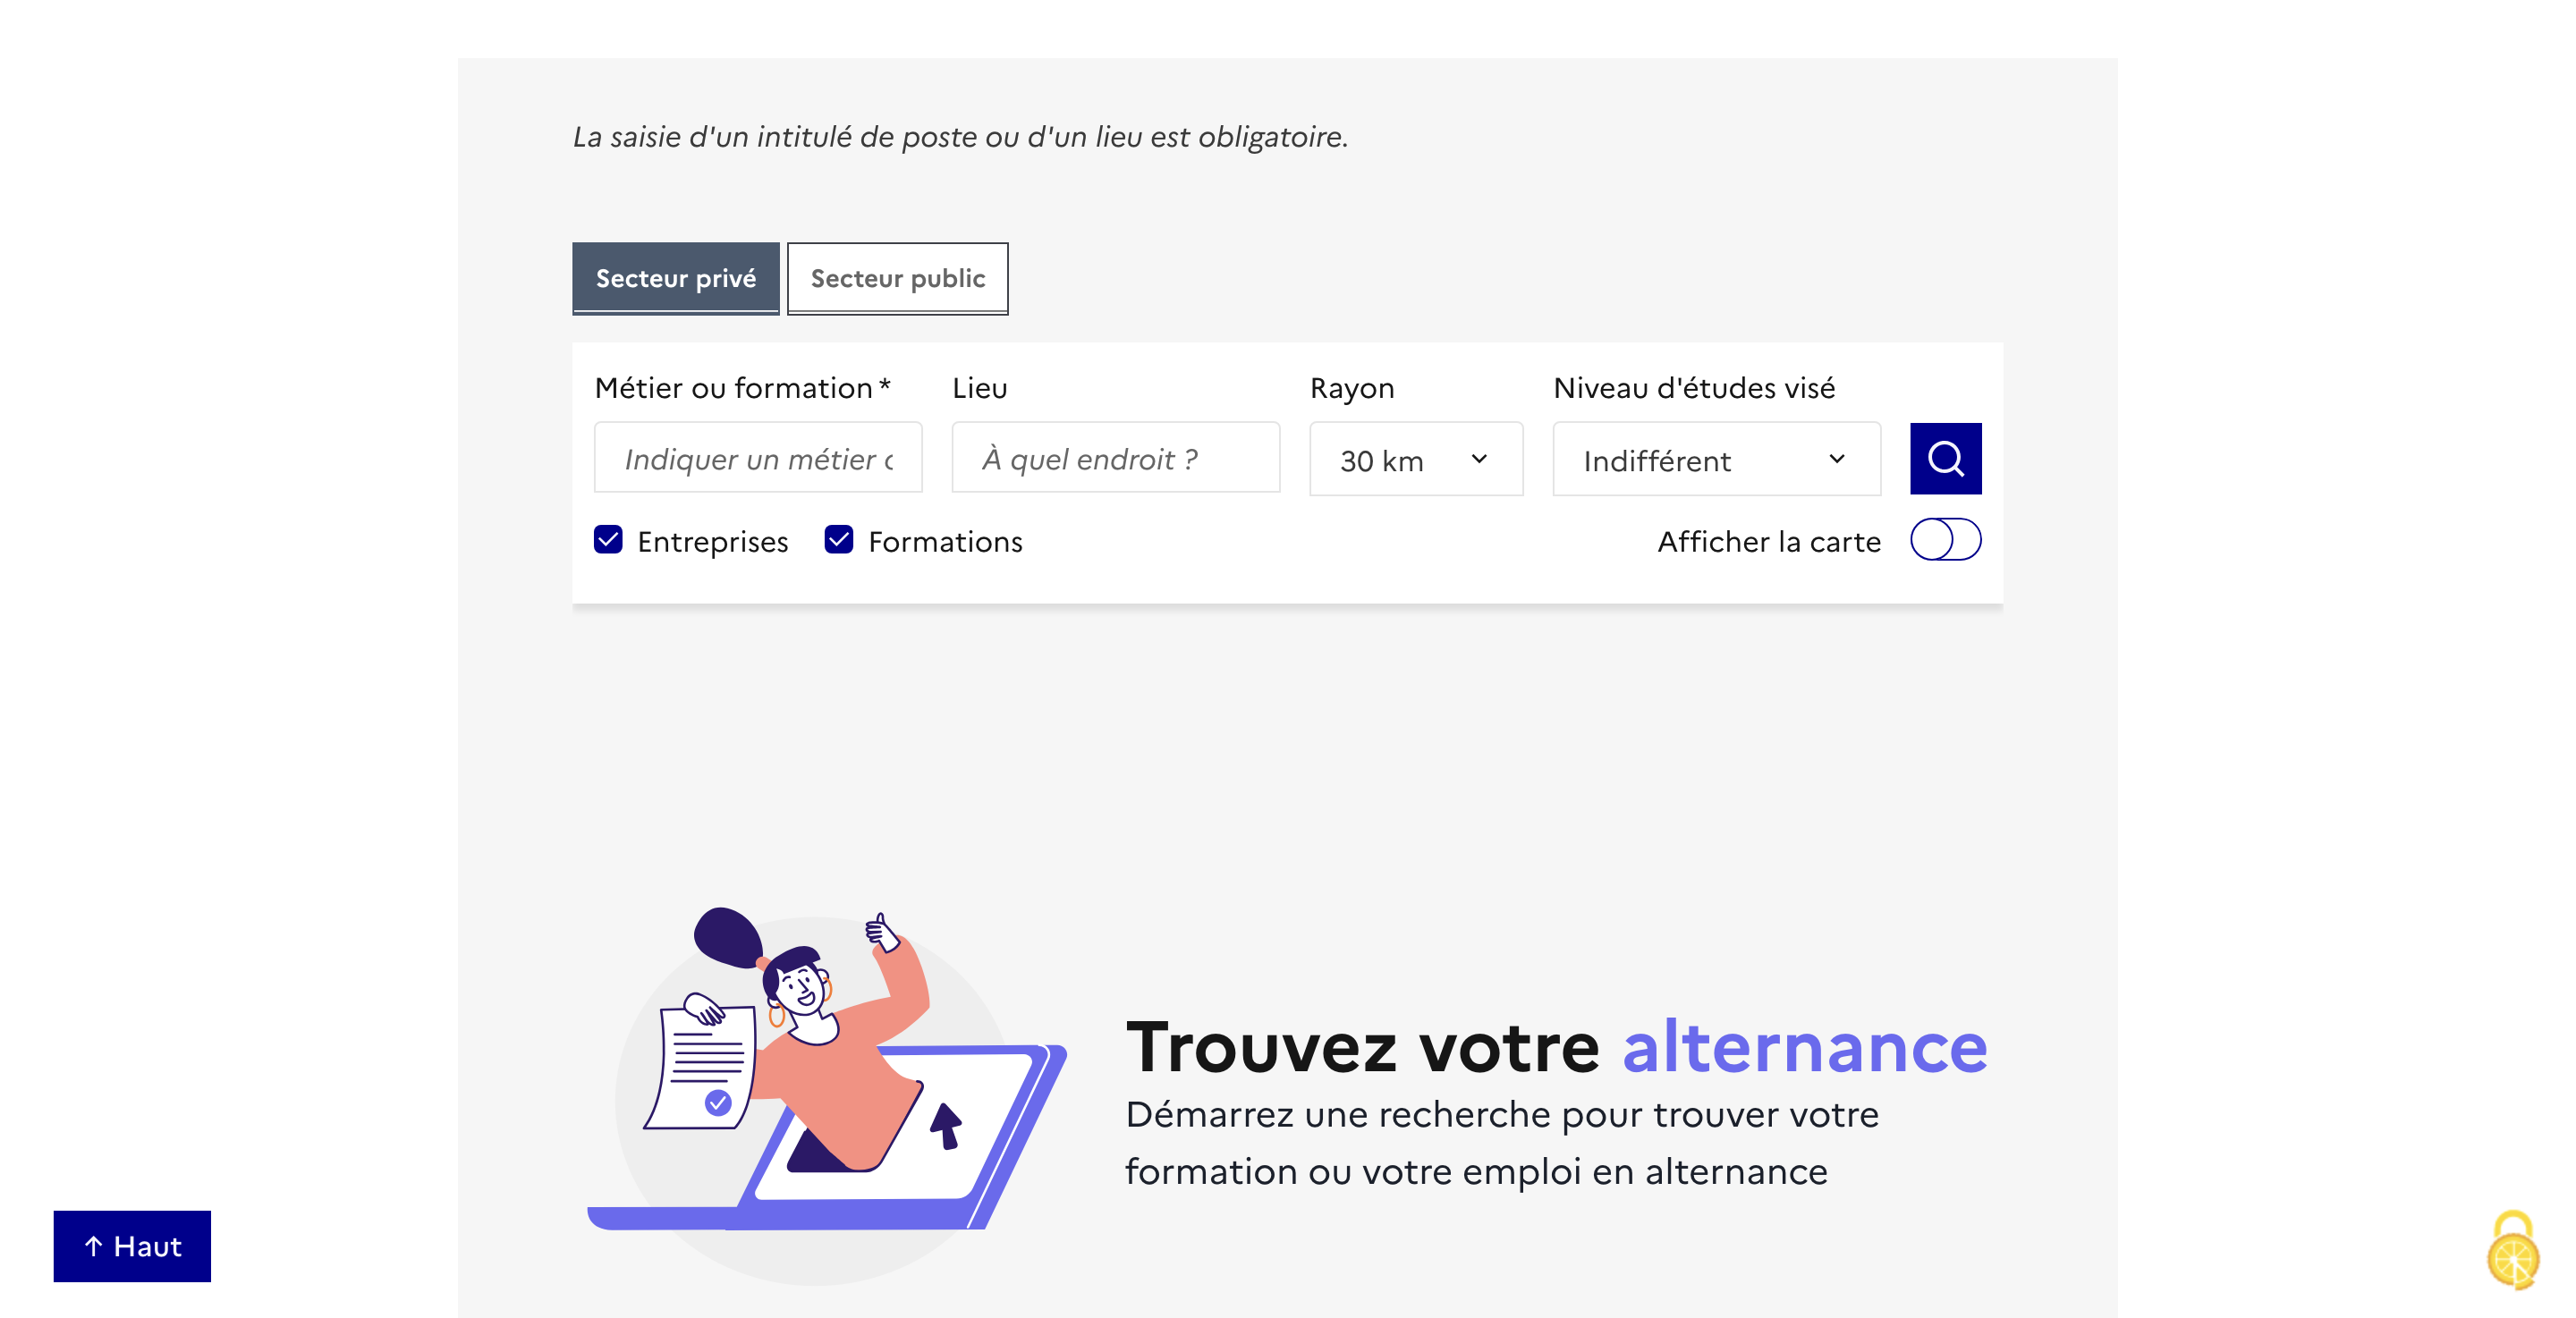 La saisie d'un intitulé de poste ou d'un lieu est obligatoire.
Secteur privé Secteur public
Métier ou formation * Lieu Rayon Niveau d'études visé
Indiquer un métier À quel endroit ? 30 km Indifférent
Entreprises Formations Afficher la carte
Trouvez votre alternance
Démarrez une recherche pour trouver votre
formation ou votre emploi en alternance
↑ Haut